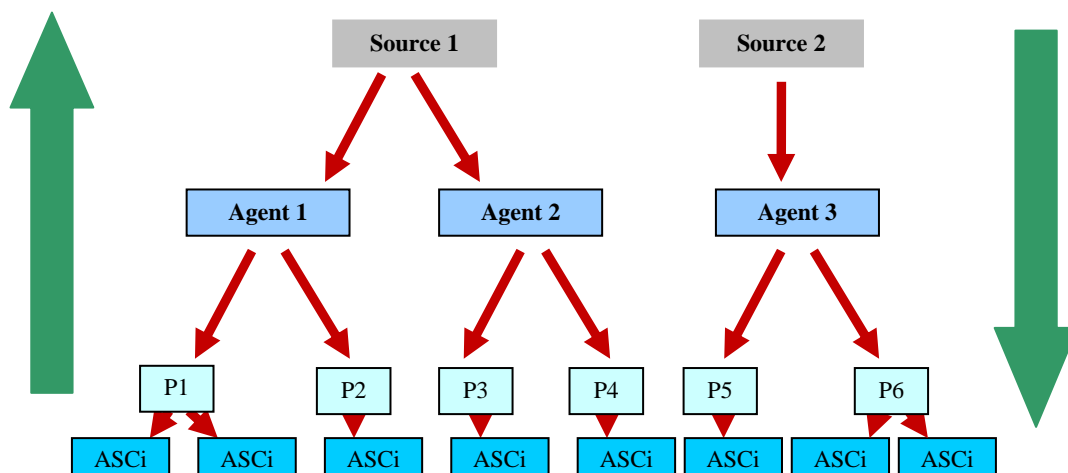 Source 1
Source 2
Agent 1
Agent 2
Agent 3
P1
P2
P3
P4
P5
P6
ASCi
ASCi
ASCi
ASCi
ASCi
ASCi
ASCi
ASCi